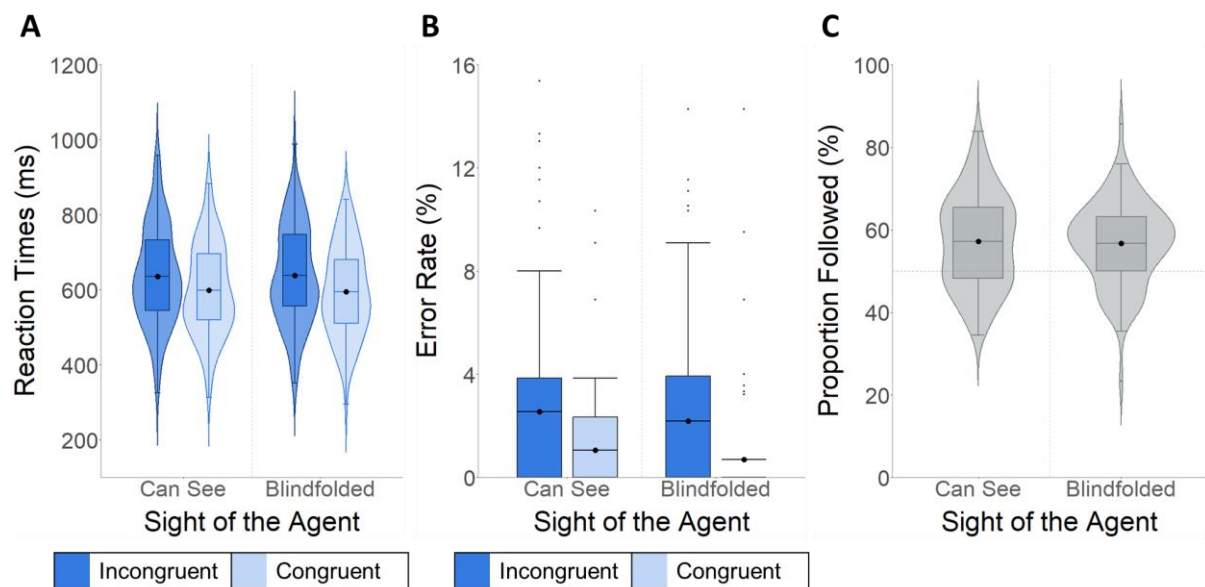 A
Reaction Times (ms)
1200
1000
800
600
400
200
Can See
Blindfolded
Sight of the Agent
Incongruent
Congruent
B
Error Rate (%)
16
12
8
4
0
Can See
Blindfolded
Sight of the Agent
Incongruent
Congruent
C
Proportion Followed (%)
100
80
60
40
20
0
Can See
Blindfolded
Sight of the Agent